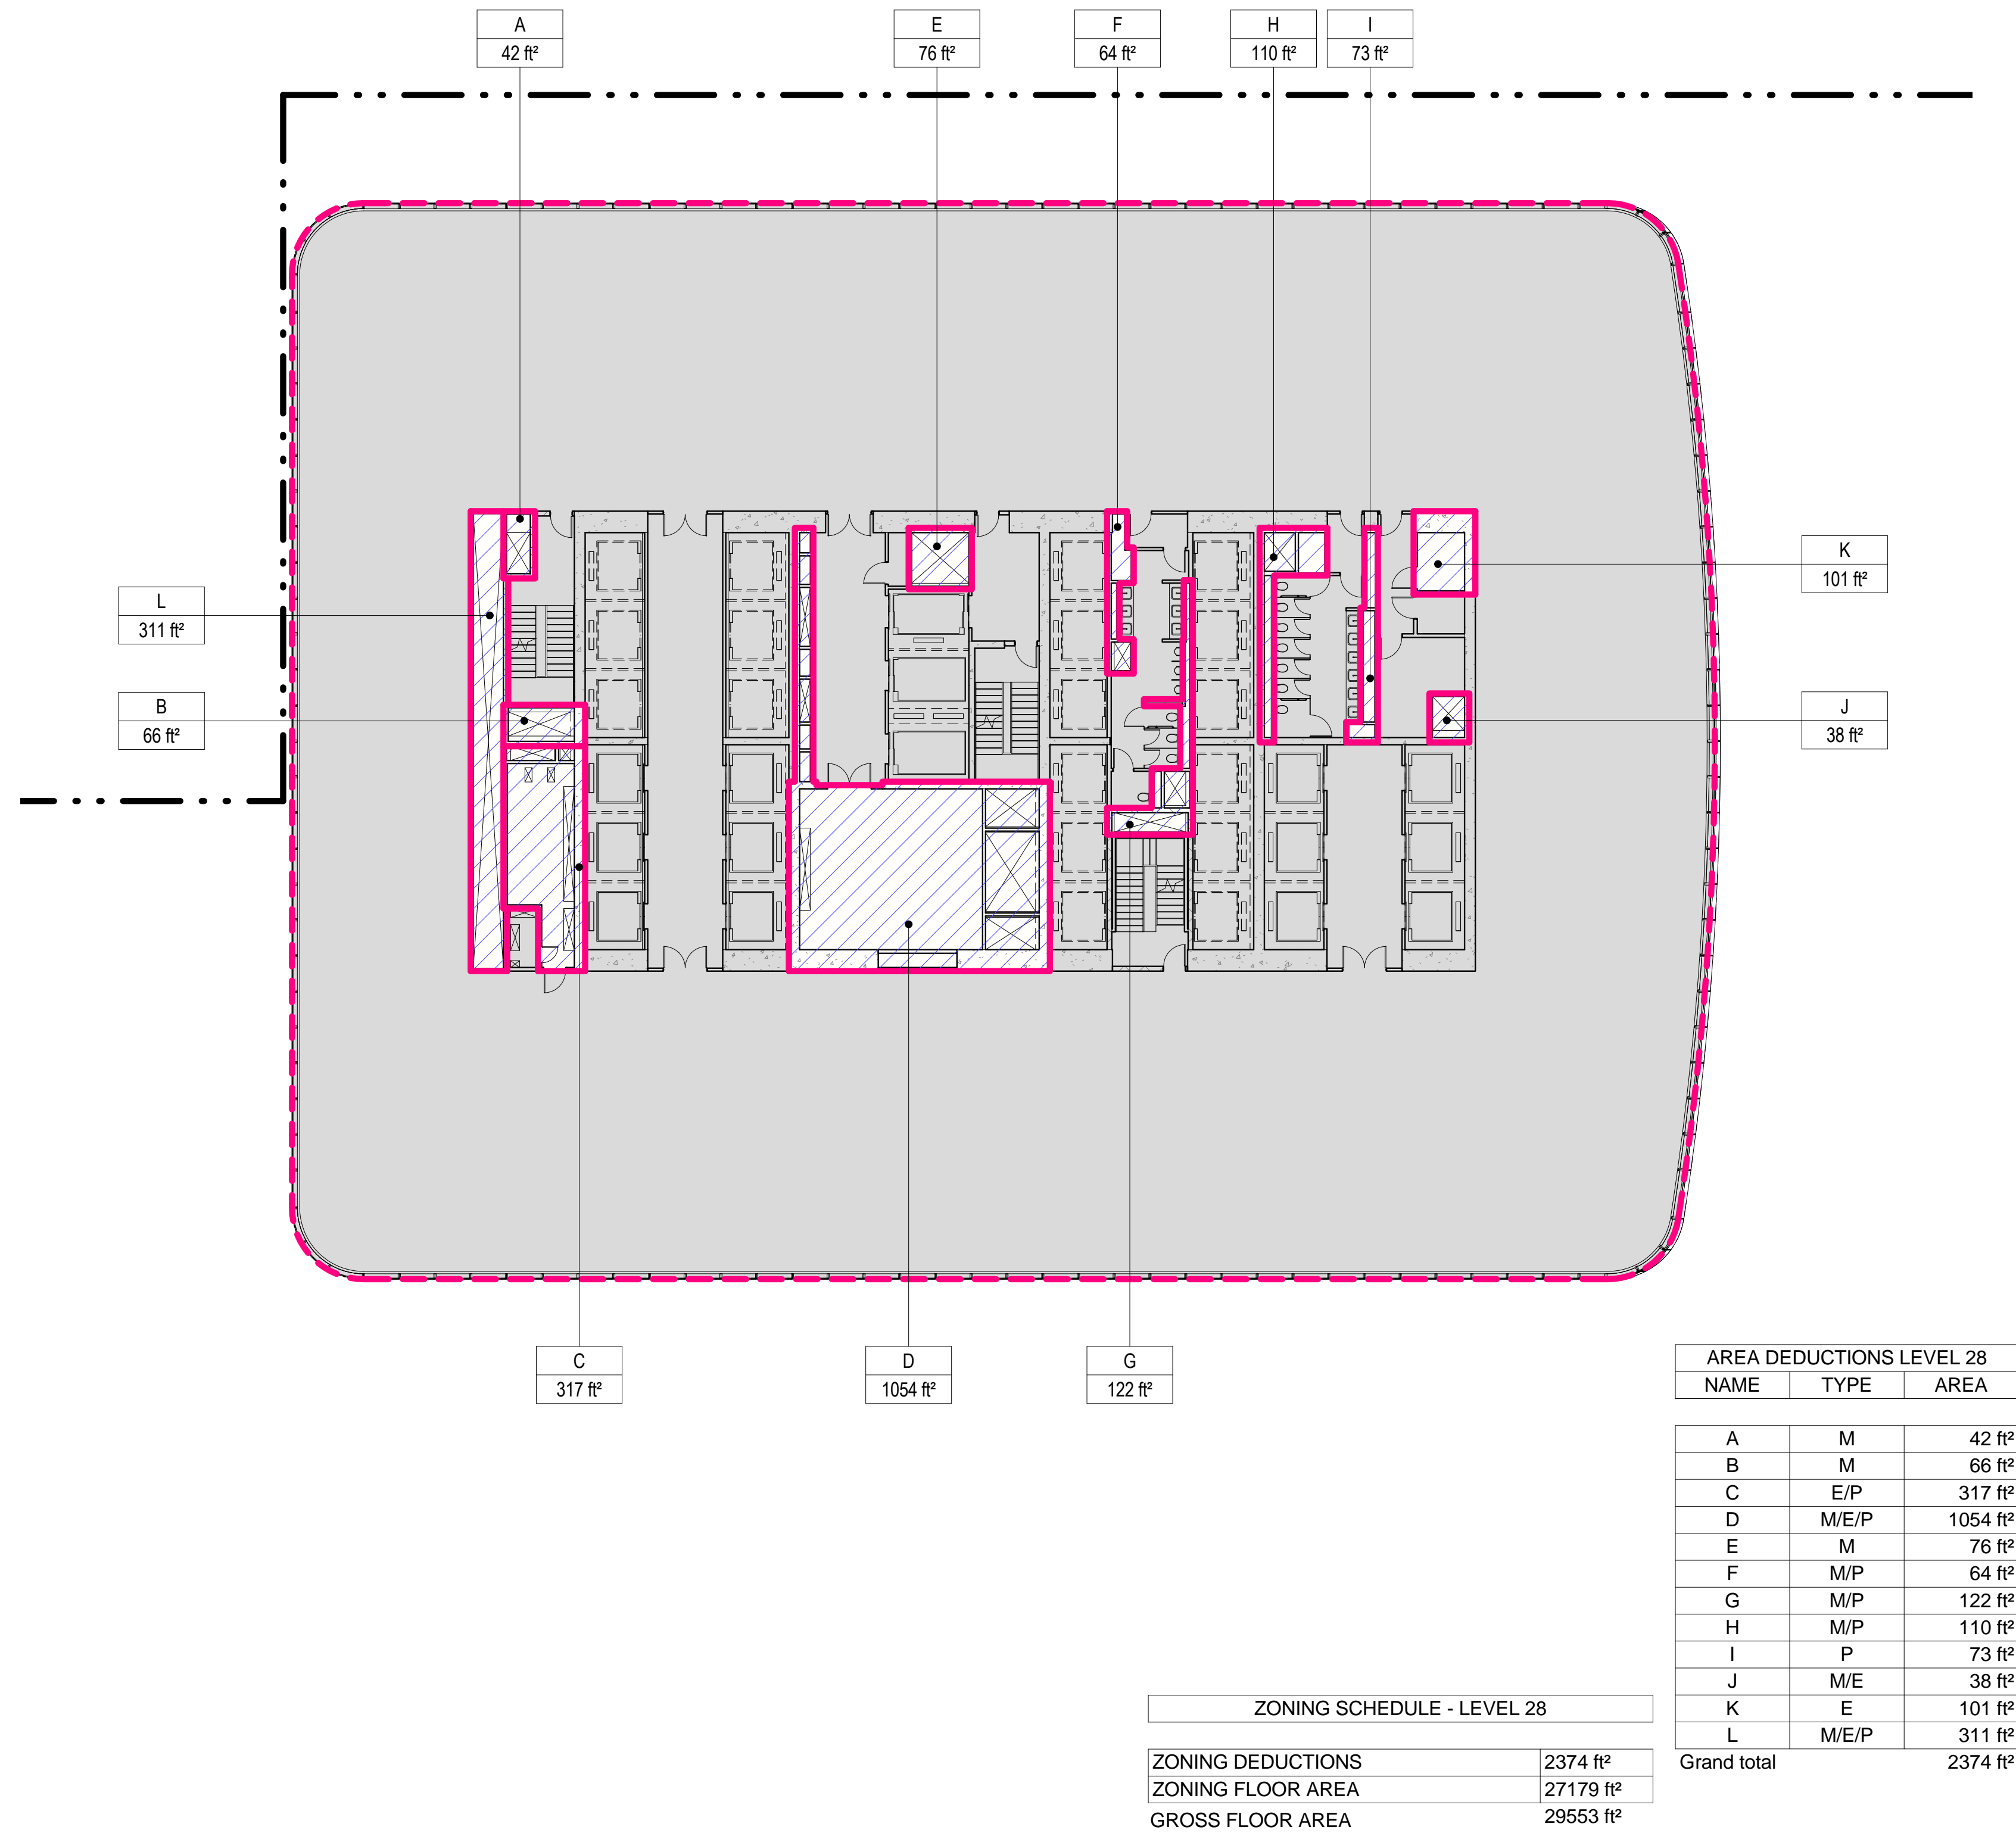 A
42 ft²
E
76 ft²
F
64 ft²
H
110 ft²
I
73 ft²
K
101 ft²
L
311 ft²
B
66 ft²
J
38 ft²
C
317 ft²
D
1054 ft²
G
122 ft²
AREA DEDUCTIONS LEVEL 28
NAME TYPE AREA
A M 42 ft²
B M 66 ft²
C E/P 317 ft²
D M/E/P 1054 ft²
E M 76 ft²
F M/P 64 ft²
G M/P 122 ft²
H M/P 110 ft²
I P 73 ft²
J M/E 38 ft²
K E 101 ft²
L M/E/P 311 ft²
Grand total 2374 ft²
ZONING SCHEDULE - LEVEL 28
ZONING DEDUCTIONS 2374 ft²
ZONING FLOOR AREA 27179 ft²
GROSS FLOOR AREA 29553 ft²